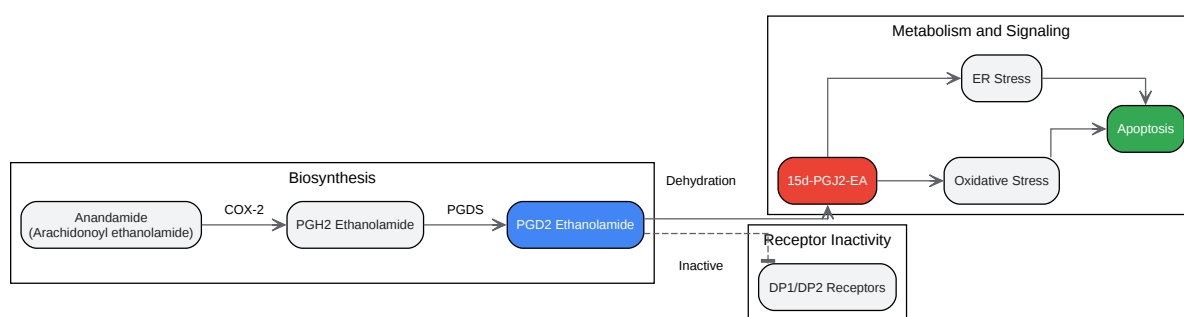 Metabolism and Signaling
ER Stress
Apoptosis
15d-PGJ2-EA
Oxidative Stress
Biosynthesis
Dehydration
Anandamide
(Arachidonoyl ethanolamide)
COX-2
PGH2 Ethanolamide
PGDS
PGD2 Ethanolamide
Inactive
Receptor Inactivity
DP1/DP2 Receptors